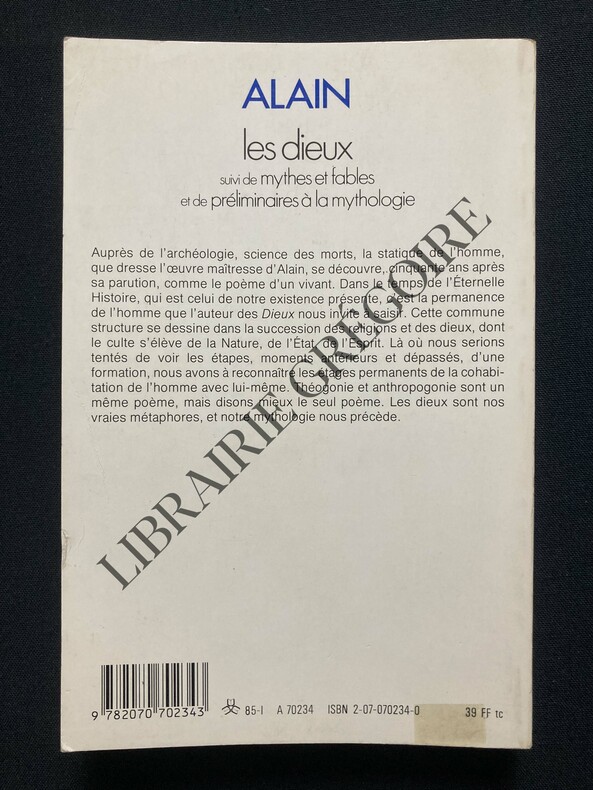 ALAIN
les dieux
suivi de mythes et fables
et de préliminaires à la mythologie
Auprès de l'archéologie, science des morts, la statique de l'homme,
que dresse l'œuvre maîtresse d'Alain, se découvre, cinquante ans après
sa parution, comme le poème d'un vivant. Dans le temps de l'Éternelle
Histoire, qui est celui de notre existence présente, c'est la permanence
de l'homme que l'auteur des Dieux nous invite à saisir. Cette commune
structure se dessine dans la succession des religions et des dieux, dont
le culte s'élève de la Nature, de l'État, de l'Esprit. Là où nous serions
tentés de voir les étapes, moments antérieurs et dépassés, d'une
formation, nous avons à reconnaître les étages permanents de la cohabi-
tation de l'homme avec lui-même. Théogonie et anthropogonie sont un
même poème, mais disons mieux le seul poème. Les dieux sont nos
vraies métaphores, et notre mythologie nous précède.
LIBRAIRIE GRÉGOIRE
9 782070 702343
85-I A 70234 ISBN 2-07-070234-0 39 FF tc